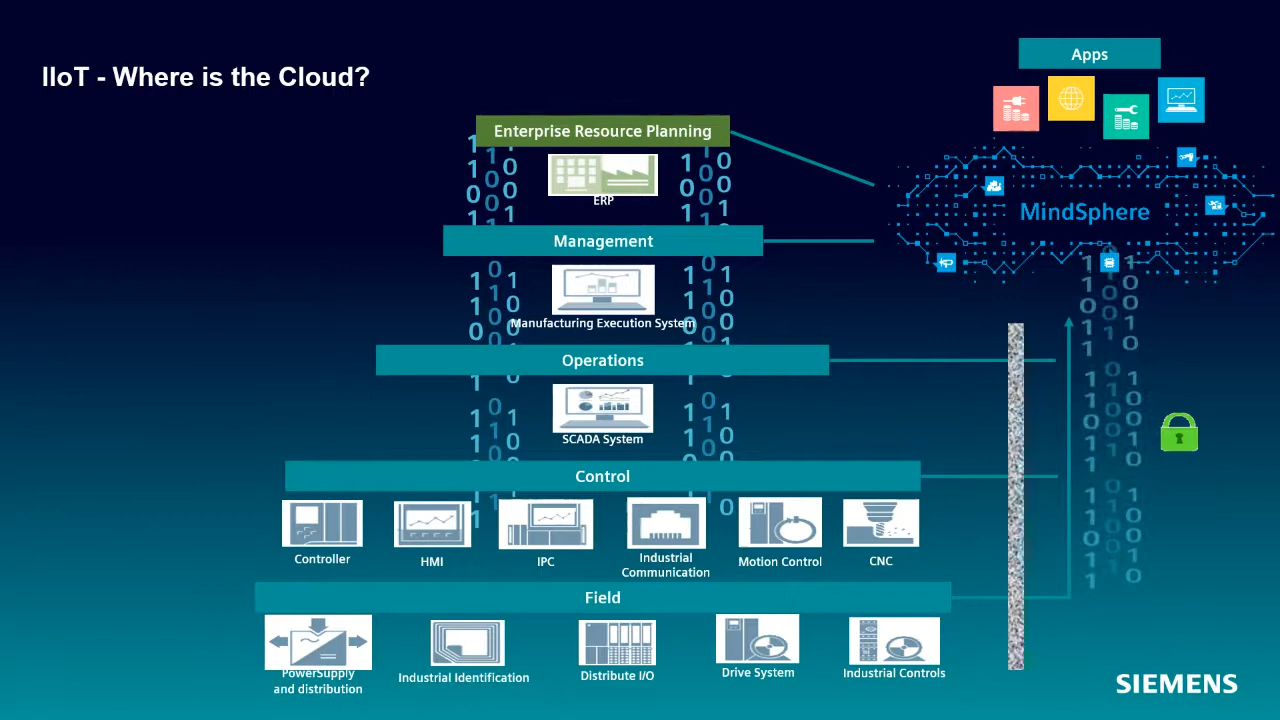 IIoT - Where is the Cloud?
Apps
Enterprise Resource Planning
ERP
MindSphere
Management
Manufacturing Execution System
Operations
SCADA System
Control
Controller
HMI
IPC
Industrial
Communication
Motion Control
CNC
Field
PowerSupply
and distribution
Industrial Identification
Distribute I/O
Drive System
Industrial Controls
SIEMENS